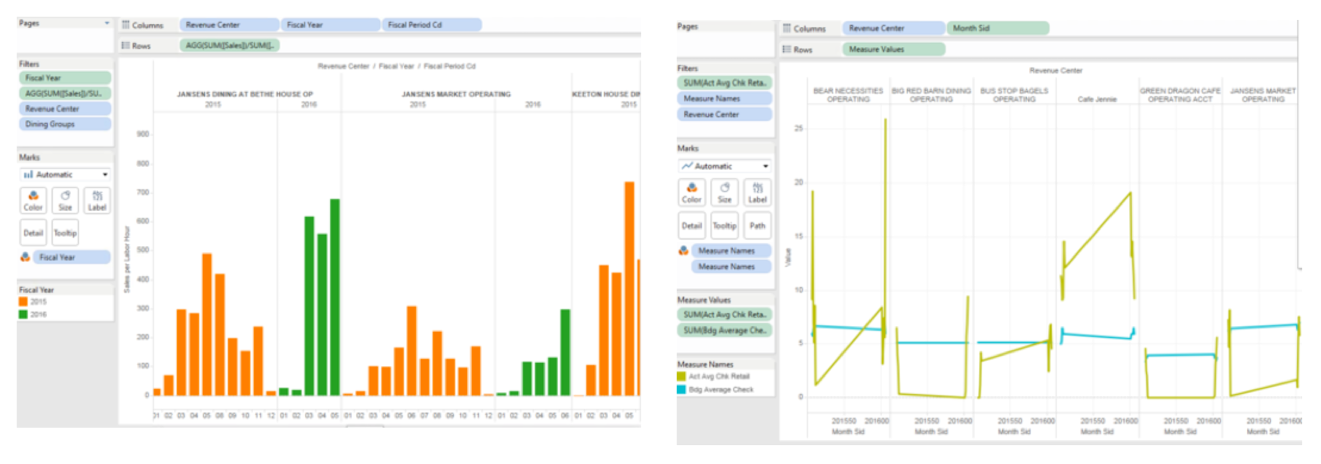 Pages
Columns Revenue Center Fiscal Year Fiscal Period Cd
Rows AGG(SUM([Sales])/SUM([..
Filters
Fiscal Year
AGG(SUM([Sales])/SU..
Revenue Center
Dining Groups
Marks
Automatic
Color Size Label
Detail Tooltip
Fiscal Year
Fiscal Year
2015
2016
Revenue Center / Fiscal Year / Fiscal Period Cd
JANSENS DINING AT BETHE HOUSE OP JANSENS MARKET OPERATING KEETON HOUSE DIN
2015 2016 2015 2016 2015
Sales per Labor Hour
900
800
700
600
500
400
300
200
100
0
01 02 03 04 05 08 09 10 11 12 01 02 03 04 05 01 02 03 04 05 06 07 08 09 10 11 12 01 02 03 04 05 06 01 02 03 04 05
Pages
Columns Revenue Center Month Sid
Rows Measure Values
Filters
SUM(Act Avg Chk Reta..
Measure Names
Revenue Center
Marks
Automatic
Color Size Label
Detail Tooltip Path
Measure Names
Measure Names
Measure Values
SUM(Act Avg Chk Reta..
SUM(Bdg Average Che..
Measure Names
Act Avg Chk Retail
Bdg Average Check
Revenue Center
BEAR NECESSITIES BIG RED BARN DINING BUS STOP BAGELS GREEN DRAGON CAFE JANSENS MARKET
OPERATING OPERATING OPERATING Cafe Jennie OPERATING ACCT OPERATING
Value
25
20
15
10
5
0
201550 201600 201550 201600 201550 201600 201550 201600 201550 201600 201550 201600
Month Sid Month Sid Month Sid Month Sid Month Sid Month Sid